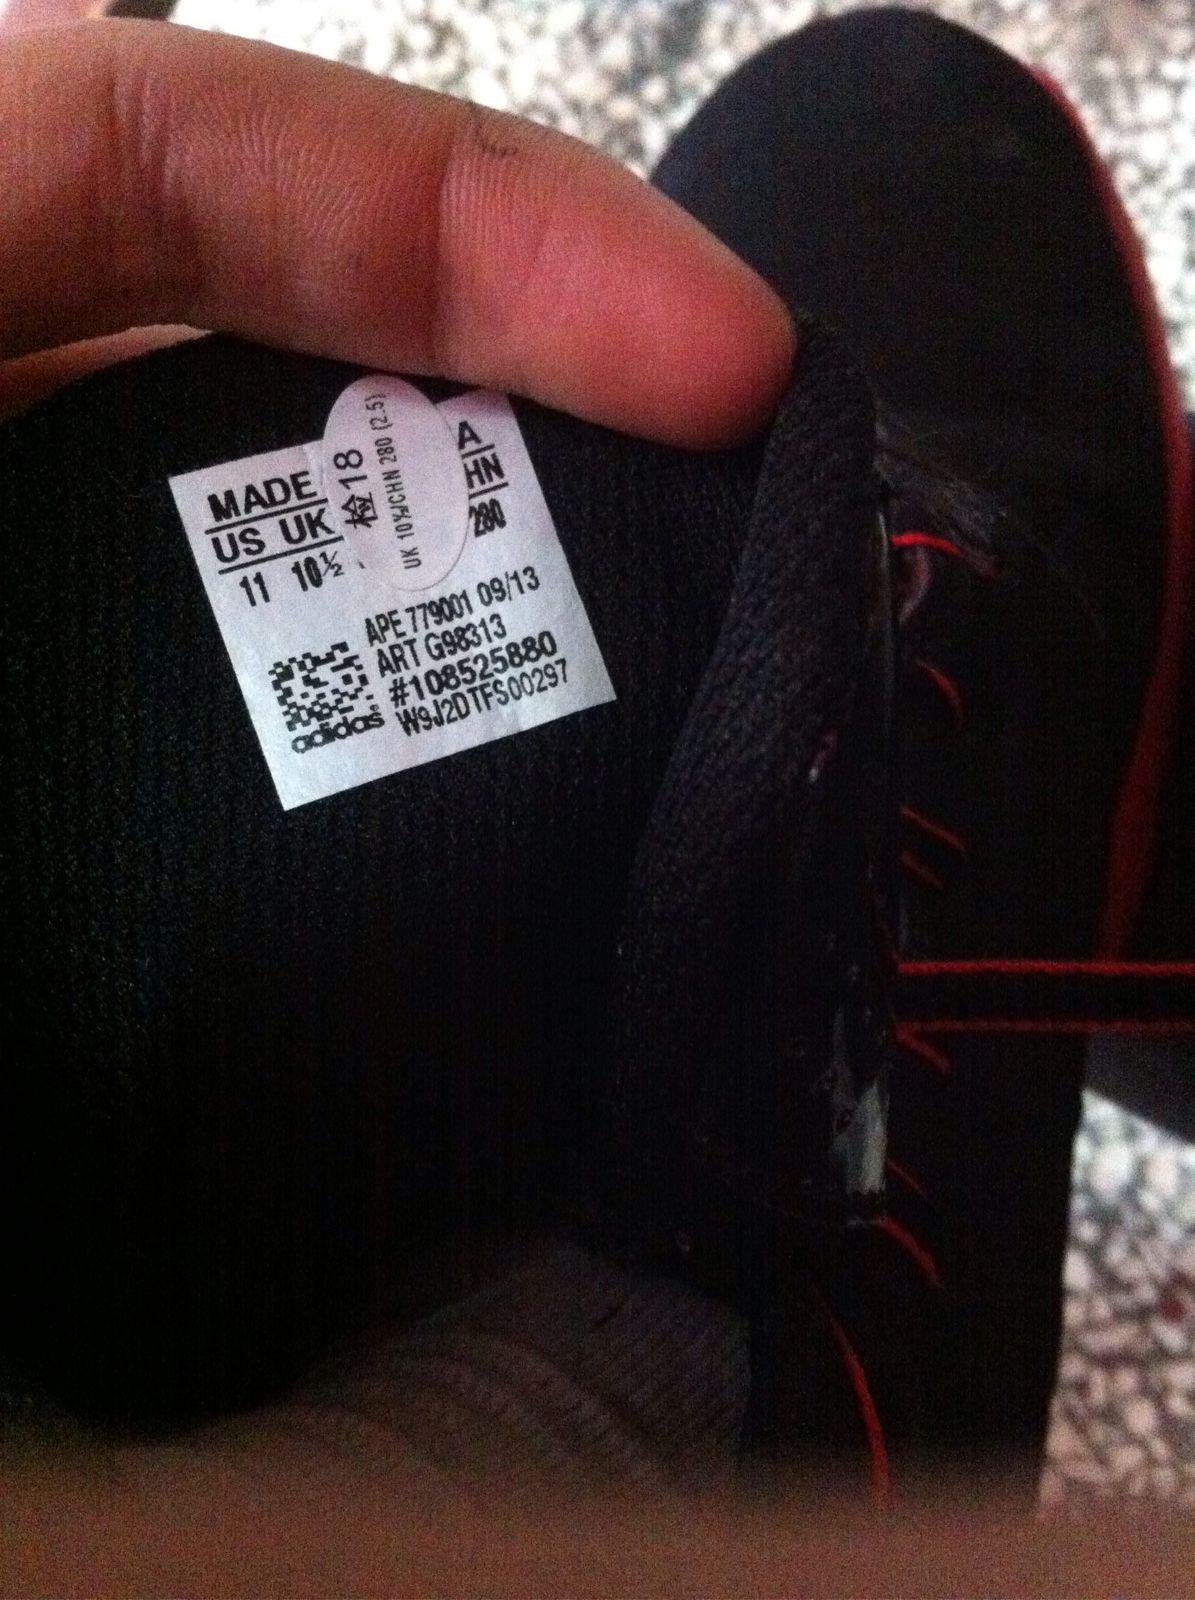 MADE A
US UK HN
11 10½ 280
检18
UK 10½/CHN 280 (2.5)
APE 779001 09/13
ART G98313
#108525880
W9J2DTFS00297
adidas